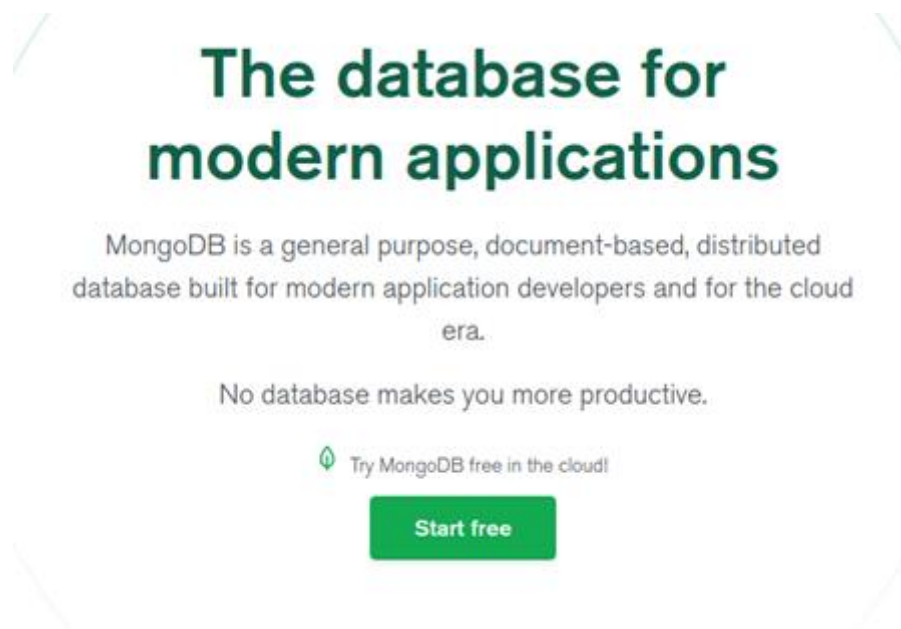 The database for
modern applications
MongoDB is a general purpose, document-based, distributed
database built for modern application developers and for the cloud
era.
No database makes you more productive.
Try MongoDB free in the cloud!
Start free